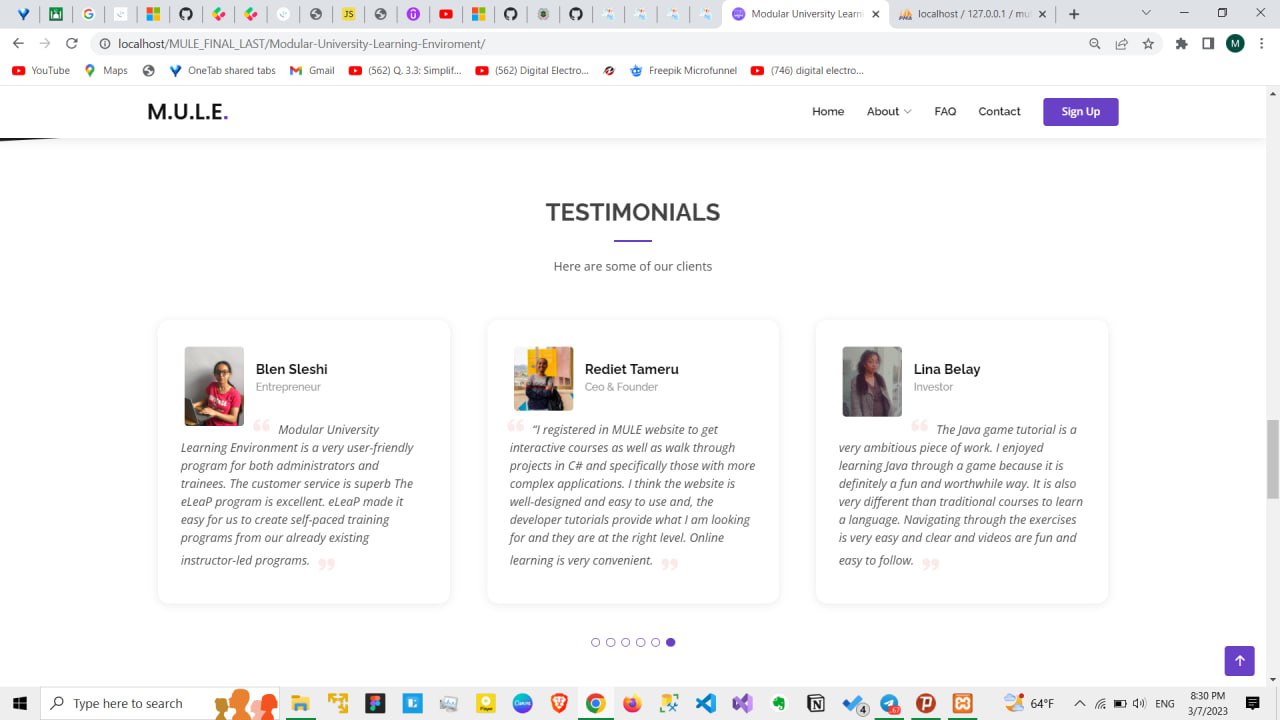 Modular University Learn
localhost / 127.0.0.1 / mu
localhost/MULE_FINAL_LAST/Modular-University-Learning-Enviroment/
M
YouTube
Maps
OneTab shared tabs
Gmail
(562) Q. 3.3: Simplif...
(562) Digital Electro...
Freepik Microfunnel
(746) digital electro...
M.U.L.E.
Home
About
FAQ
Contact
Sign Up
TESTIMONIALS
Here are some of our clients
Blen Sleshi
Entrepreneur
“ Modular University
Learning Environment is a very user-friendly
program for both administrators and
trainees. The customer service is superb The
eLeaP program is excellent. eLeaP made it
easy for us to create self-paced training
programs from our already existing
instructor-led programs. ”
Rediet Tameru
Ceo & Founder
“ “I registered in MULE website to get
interactive courses as well as walk through
projects in C# and specifically those with more
complex applications. I think the website is
well-designed and easy to use and, the
developer tutorials provide what I am looking
for and they are at the right level. Online
learning is very convenient. ”
Lina Belay
Investor
“ The Java game tutorial is a
very ambitious piece of work. I enjoyed
learning Java through a game because it is
definitely a fun and worthwhile way. It is also
very different than traditional courses to learn
a language. Navigating through the exercises
is very easy and clear and videos are fun and
easy to follow. ”
Type here to search
64°F
ENG
8:30 PM
3/7/2023